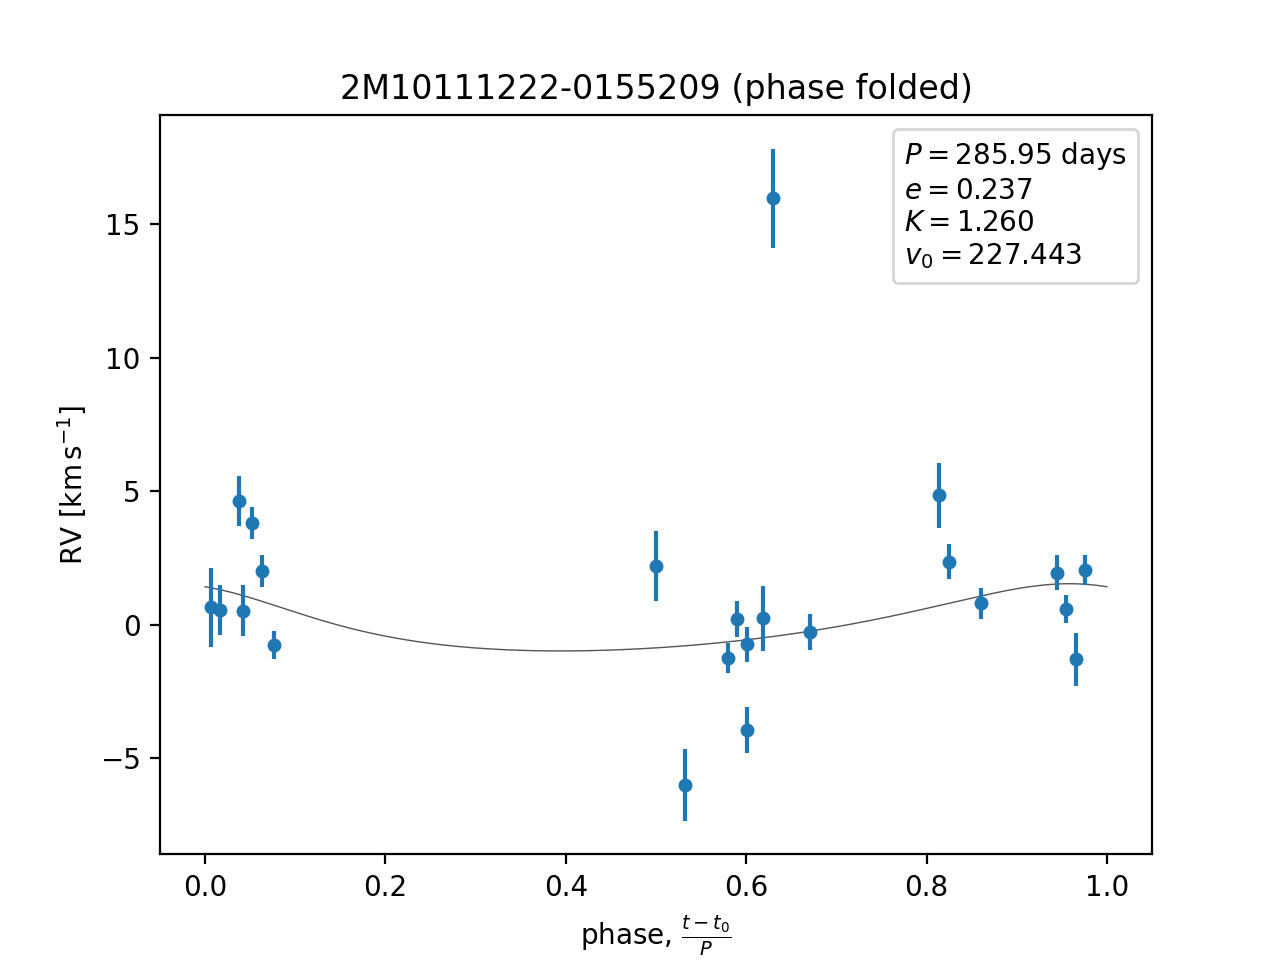 2M10111222-0155209 (phase folded)
P = 285.95 days
e = 0.237
K = 1.260
v₀ = 227.443
15
10
5
0
−5
RV [km s⁻¹]
0.0 0.2 0.4 0.6 0.8 1.0
phase, (t − t₀)/P